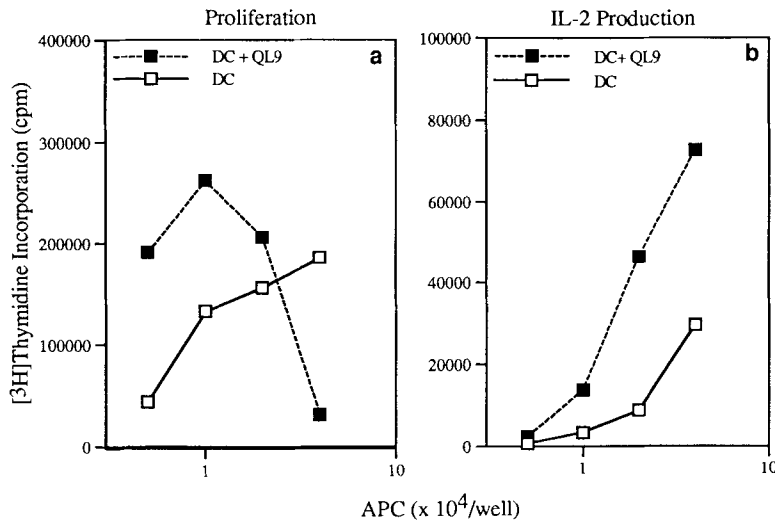 Proliferation
IL-2 Production
[3H]Thymidine Incorporation (cpm)
400000
300000
200000
100000
0
DC + QL9
DC
a
1
10
100000
80000
60000
40000
20000
0
DC+ QL9
DC
b
1
10
APC (x 10⁴/well)